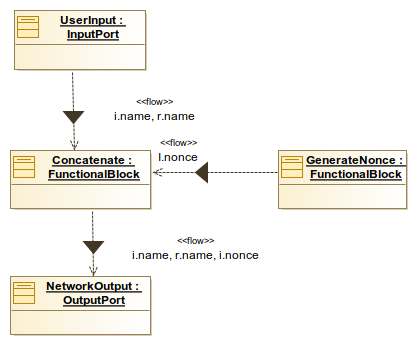 UserInput :
InputPort
<<flow>>
i.name, r.name
<<flow>>
I.nonce
Concatenate :
FunctionalBlock
GenerateNonce :
FunctionalBlock
<<flow>>
i.name, r.name, i.nonce
NetworkOutput :
OutputPort